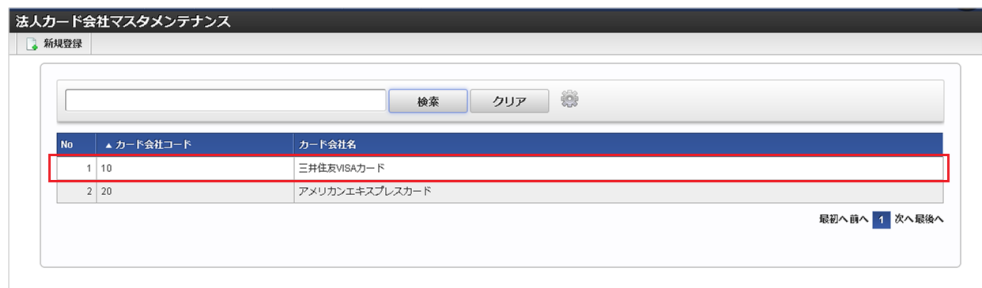 法人カード会社マスタメンテナンス
新規登録
検索 クリア
No ▲カード会社コード カード会社名
1 10 三井住友VISAカード
2 20 アメリカンエキスプレスカード
最初へ 前へ 1 次へ 最後へ